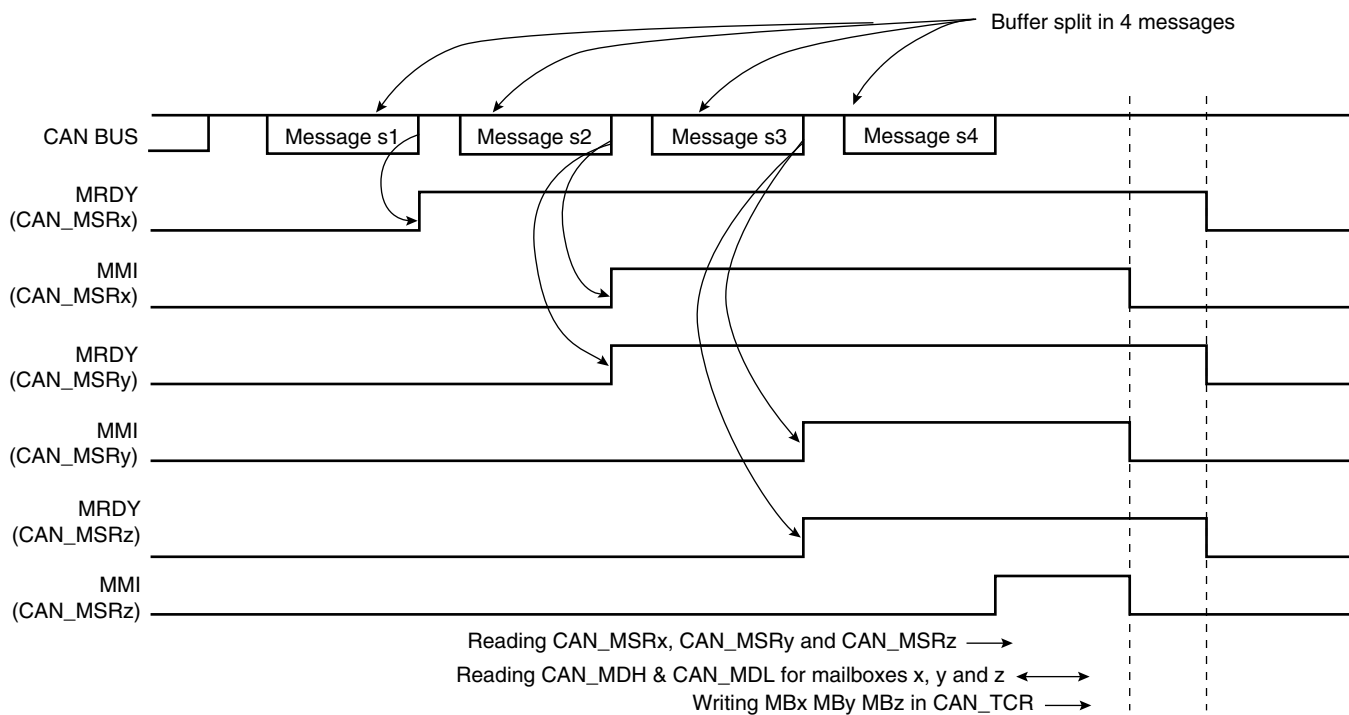 Buffer split in 4 messages
CAN BUS
Message s1
Message s2
Message s3
Message s4
MRDY
(CAN_MSRx)
MMI
(CAN_MSRx)
MRDY
(CAN_MSRy)
MMI
(CAN_MSRy)
MRDY
(CAN_MSRz)
MMI
(CAN_MSRz)
Reading CAN_MSRx, CAN_MSRy and CAN_MSRz
Reading CAN_MDH & CAN_MDL for mailboxes x, y and z
Writing MBx MBy MBz in CAN_TCR